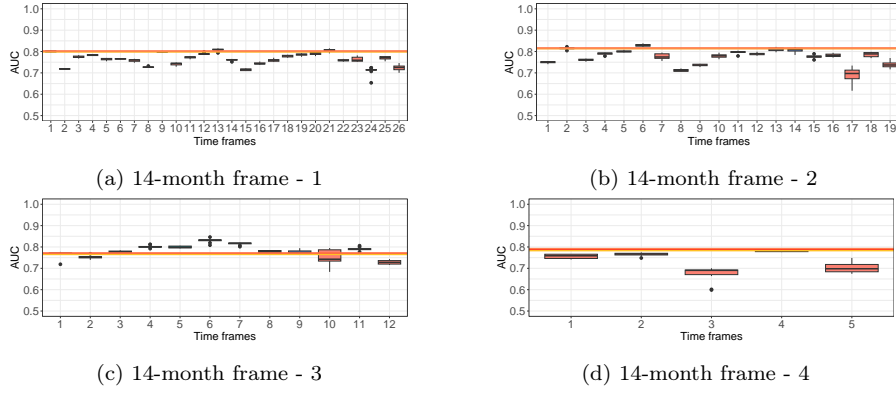 1.0
0.9
0.8
0.7
0.6
0.5
AUC
1 2 3 4 5 6 7 8 9 10 11 12 13 14 15 16 17 18 19 20 21 22 23 24 25 26
Time frames
(a) 14-month frame - 1
1.0
0.9
0.8
0.7
0.6
0.5
AUC
1 2 3 4 5 6 7 8 9 10 11 12 13 14 15 16 17 18 19
Time frames
(b) 14-month frame - 2
1.0
0.9
0.8
0.7
0.6
0.5
AUC
1 2 3 4 5 6 7 8 9 10 11 12
Time frames
(c) 14-month frame - 3
1.0
0.9
0.8
0.7
0.6
0.5
AUC
1 2 3 4 5
Time frames
(d) 14-month frame - 4